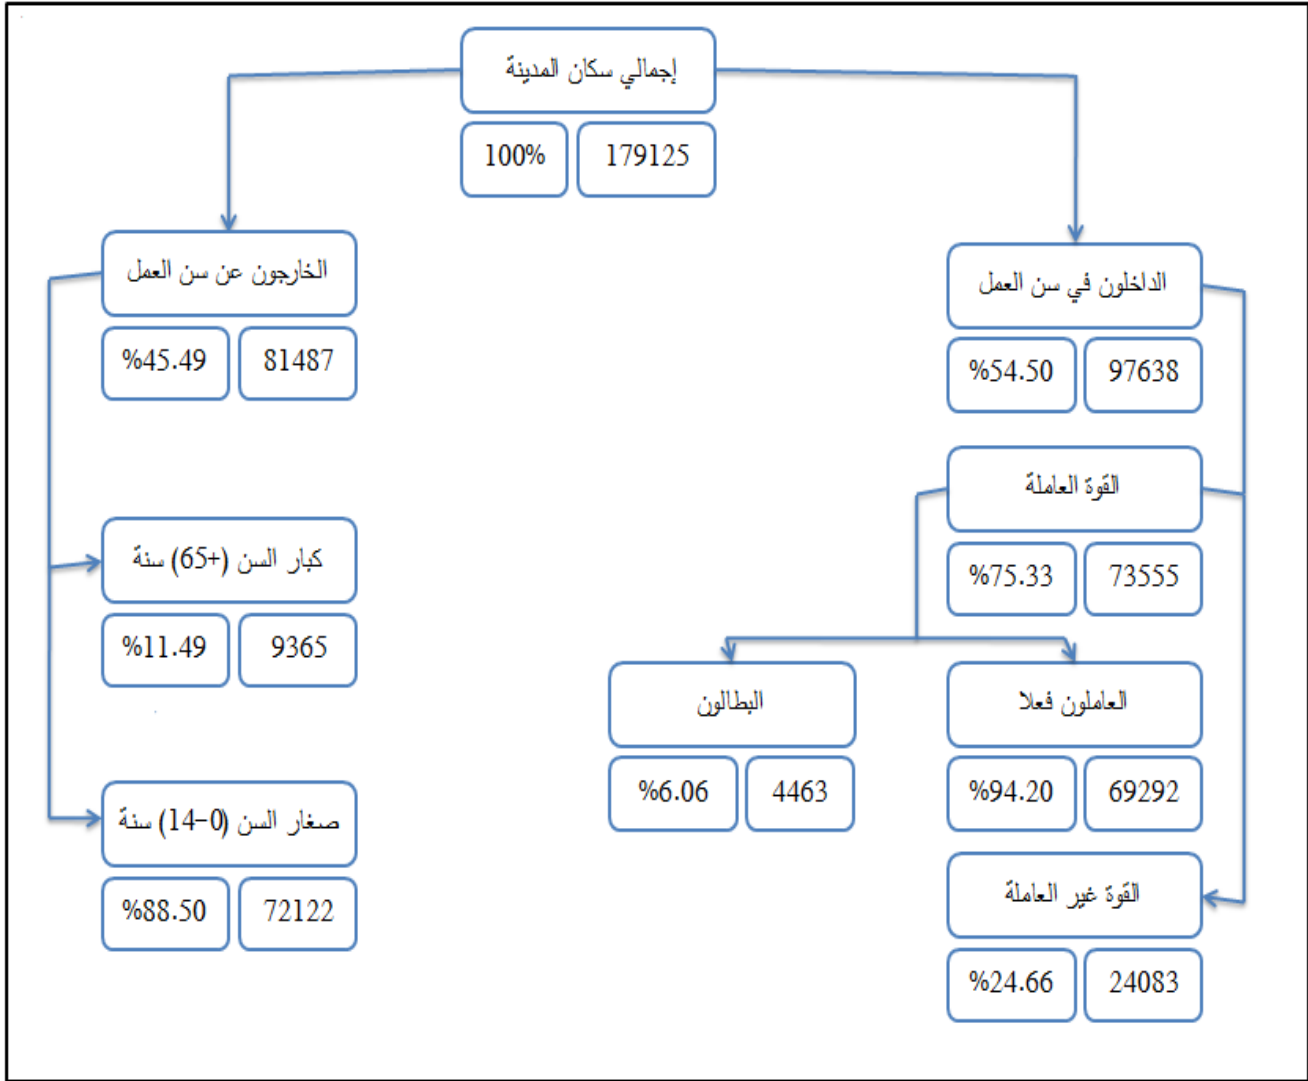 إجمالي سكان المدينة
179125
100%
الداخلون في سن العمل
97638
%54.50
القوة العاملة
73555
%75.33
العاملون فعلا
69292
%94.20
البطالون
4463
%6.06
القوة غير العاملة
24083
%24.66
الخارجون عن سن العمل
81487
%45.49
كبار السن (+65) سنة
9365
%11.49
صغار السن (0-14) سنة
72122
%88.50